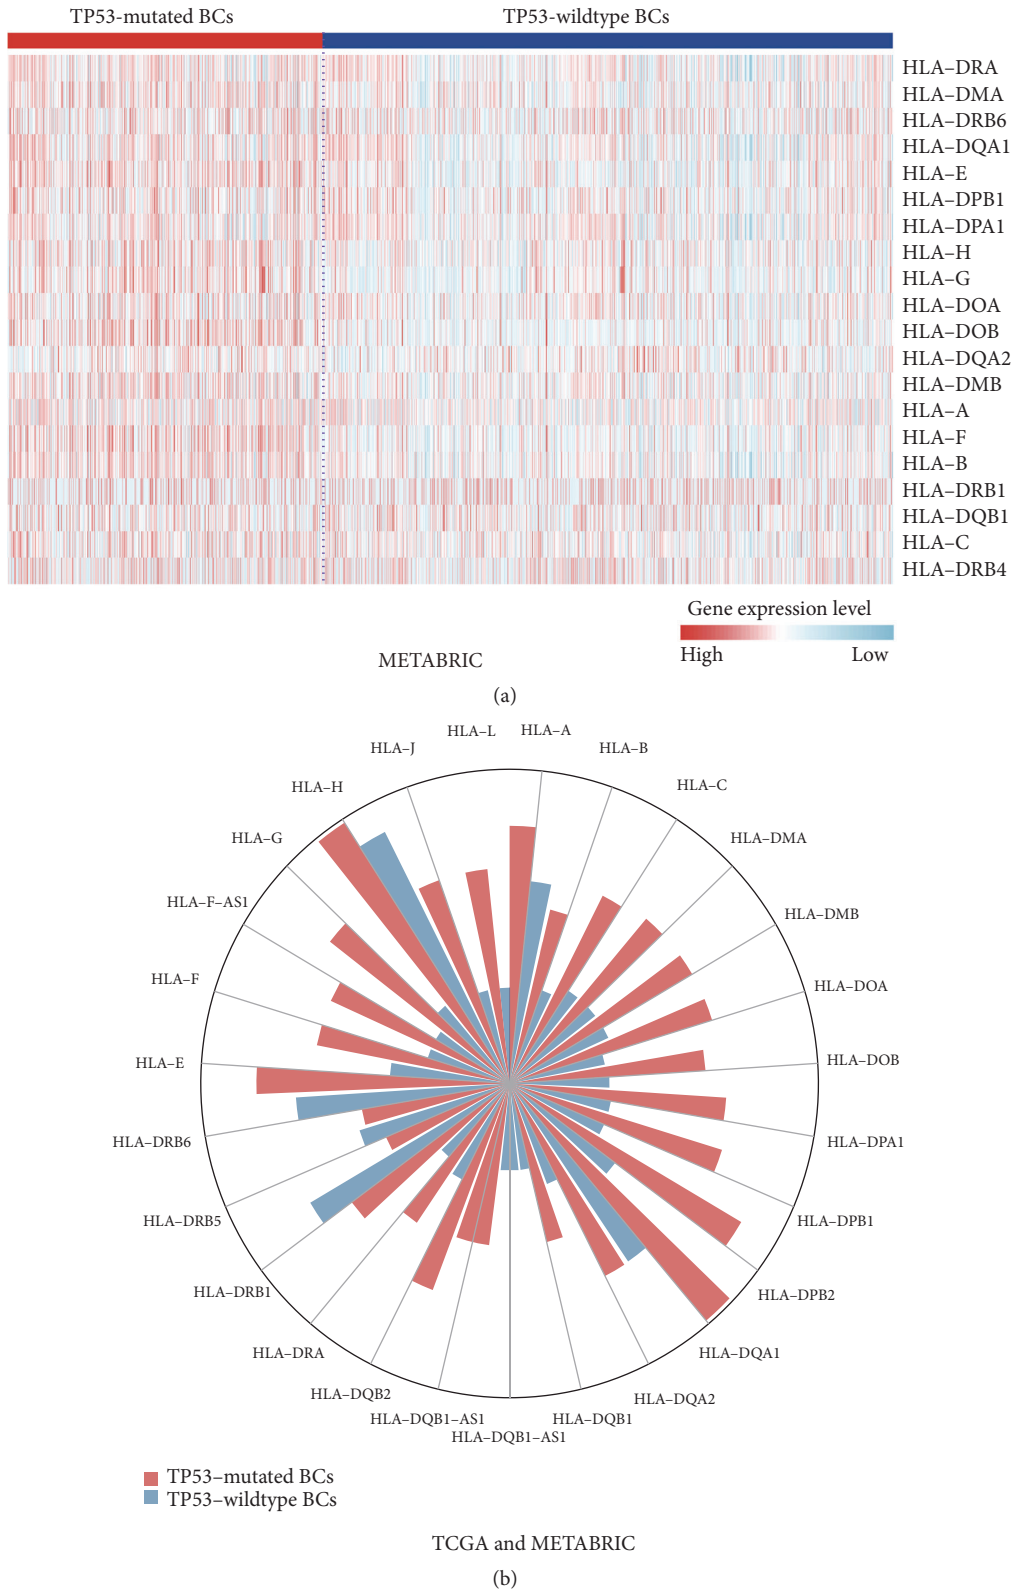 TP53-mutated BCs
TP53-wildtype BCs
HLA–DRA
HLA–DMA
HLA–DRB6
HLA–DQA1
HLA–E
HLA–DPB1
HLA–DPA1
HLA–H
HLA–G
HLA–DOA
HLA–DOB
HLA–DQA2
HLA–DMB
HLA–A
HLA–F
HLA–B
HLA–DRB1
HLA–DQB1
HLA–C
HLA–DRB4
Gene expression level
High
Low
METABRIC
(a)
HLA–L
HLA–A
HLA–B
HLA–C
HLA–DMA
HLA–DMB
HLA–DOA
HLA–DOB
HLA–DPA1
HLA–DPB1
HLA–DPB2
HLA–DQA1
HLA–DQA2
HLA–DQB1
HLA–DQB1–AS1
HLA–DQB1–AS1
HLA–DQB2
HLA–DRA
HLA–DRB1
HLA–DRB5
HLA–DRB6
HLA–E
HLA–F
HLA–F–AS1
HLA–G
HLA–H
HLA–J
TP53–mutated BCs
TP53–wildtype BCs
TCGA and METABRIC
(b)